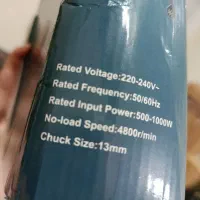 Rated Voltage:220-240V~
Rated Frequency:50/60Hz
Rated Input Power:500-1000W
No-load Speed:4800r/min
Chuck Size:13mm